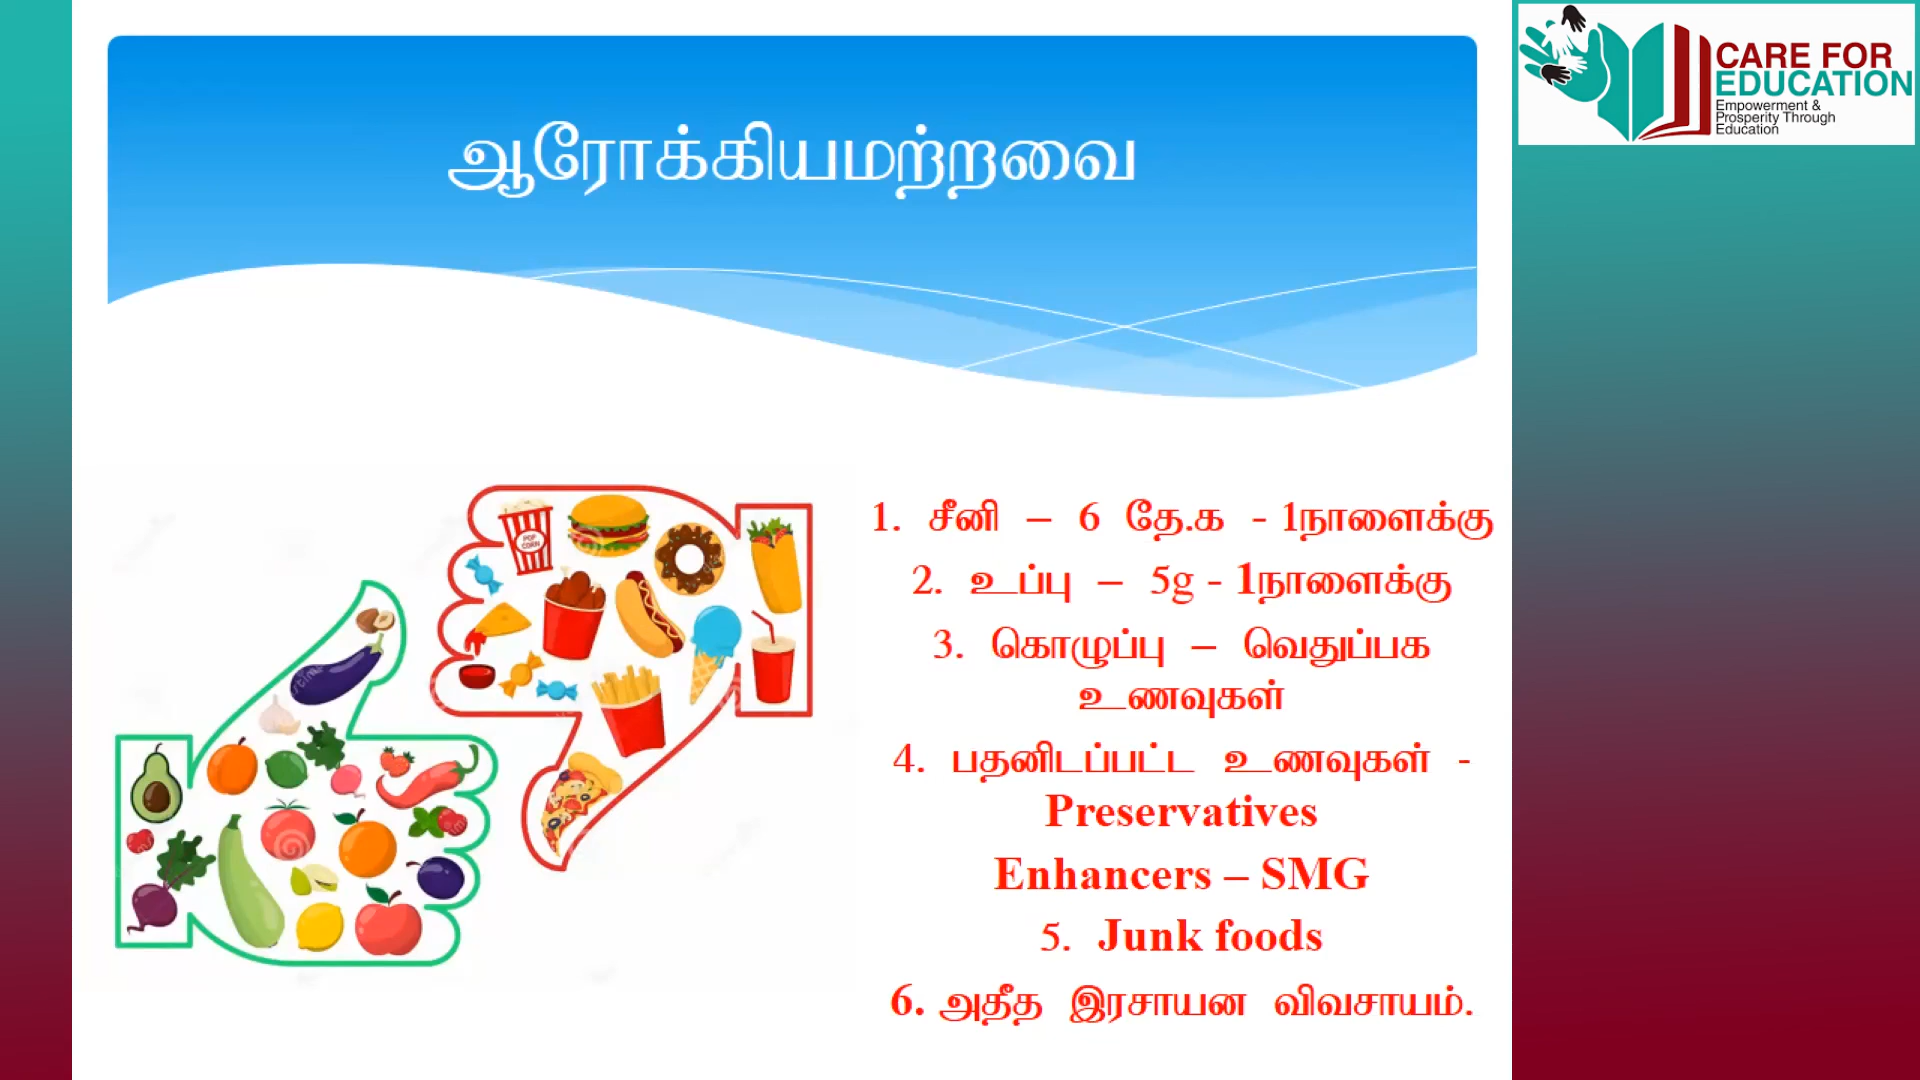 ஆரோக்கியமற்றவை
CARE FOR
EDUCATION
Empowerment &
Prosperity Through
Education
POP
CORN
1. சீனி – 6 தே.க - 1நாளைக்கு
2. உப்பு – 5g - 1நாளைக்கு
3. கொழுப்பு – வெதுப்பக
உணவுகள்
4. பதனிடப்பட்ட உணவுகள் -
Preservatives
Enhancers – SMG
5. Junk foods
6. அதீத இரசாயன விவசாயம்.